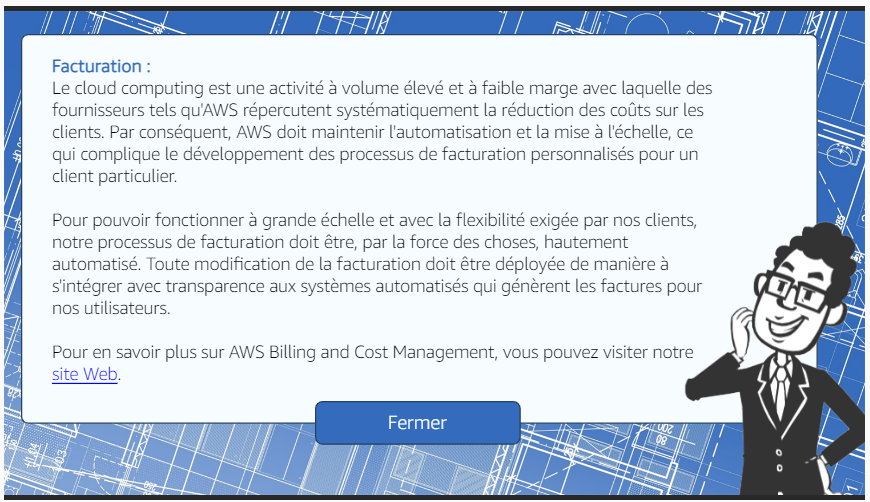 Facturation :
Le cloud computing est une activité à volume élevé et à faible marge avec laquelle des
fournisseurs tels qu'AWS répercutent systématiquement la réduction des coûts sur les
clients. Par conséquent, AWS doit maintenir l'automatisation et la mise à l'échelle, ce
qui complique le développement des processus de facturation personnalisés pour un
client particulier.
Pour pouvoir fonctionner à grande échelle et avec la flexibilité exigée par nos clients,
notre processus de facturation doit être, par la force des choses, hautement
automatisé. Toute modification de la facturation doit être déployée de manière à
s'intégrer avec transparence aux systèmes automatisés qui génèrent les factures pour
nos utilisateurs.
Pour en savoir plus sur AWS Billing and Cost Management, vous pouvez visiter notre
site Web.
Fermer